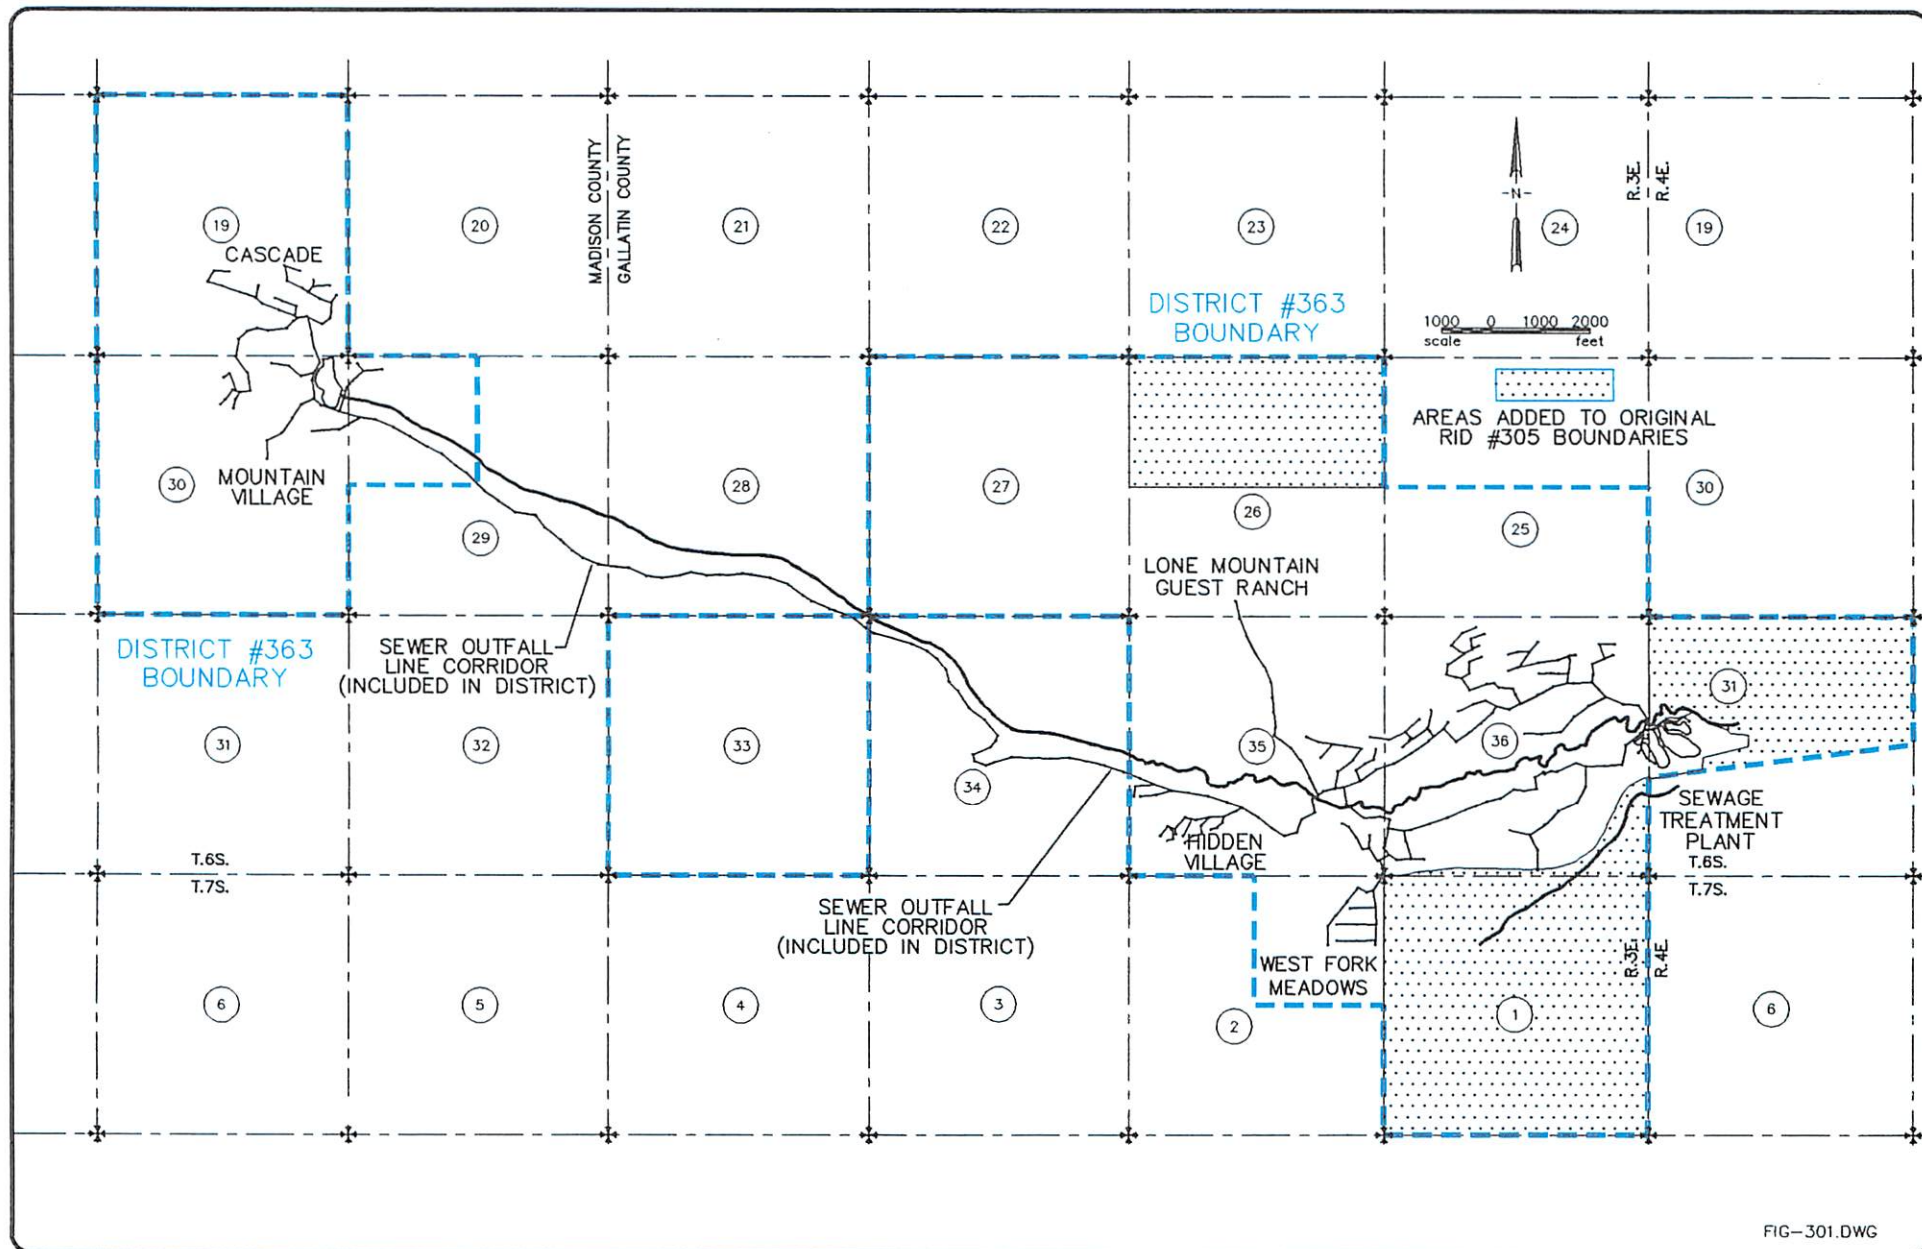 MADISON COUNTY
GALLATIN COUNTY
R.3E.
R.4E.
-N-
19
20
21
22
23
24
19
CASCADE
DISTRICT #363
BOUNDARY
1000 0 1000 2000
scale feet
AREAS ADDED TO ORIGINAL
RID #305 BOUNDARIES
MOUNTAIN
VILLAGE
30
29
28
27
26
25
30
LONE MOUNTAIN
GUEST RANCH
DISTRICT #363
BOUNDARY
SEWER OUTFALL
LINE CORRIDOR
(INCLUDED IN DISTRICT)
31
32
33
34
35
36
31
SEWAGE
TREATMENT
PLANT
HIDDEN
VILLAGE
T.6S.
T.7S.
T.6S.
T.7S.
SEWER OUTFALL
LINE CORRIDOR
(INCLUDED IN DISTRICT)
WEST FORK
MEADOWS
R.3E.
R.4E.
6
5
4
3
2
1
6
FIG-301.DWG